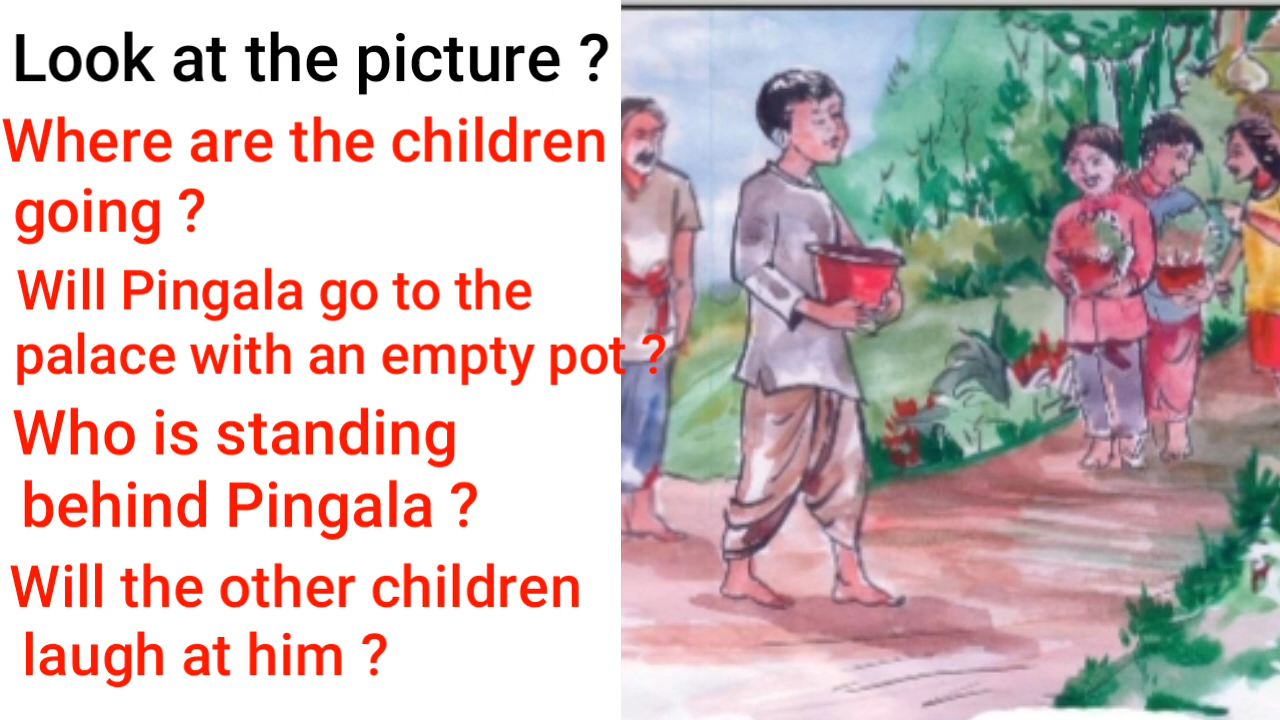 Look at the picture ?
Where are the children
going ?
Will Pingala go to the
palace with an empty pot ?
Who is standing
behind Pingala ?
Will the other children
laugh at him ?